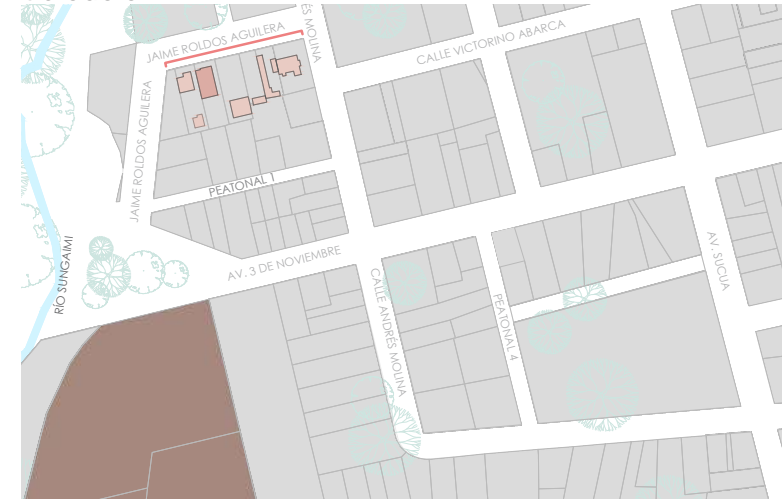 JAIME ROLDOS AGUILERA
ÉS MOLINA
CALLE VICTORINO ABARCA
JAIME ROLDOS AGUILERA
PEATONAL 1
RÍO SUNGAIMI
AV. 3 DE NOVIEMBRE
CALLE ANDRÉS MOLINA
PEATONAL 4
AV. SUCUA